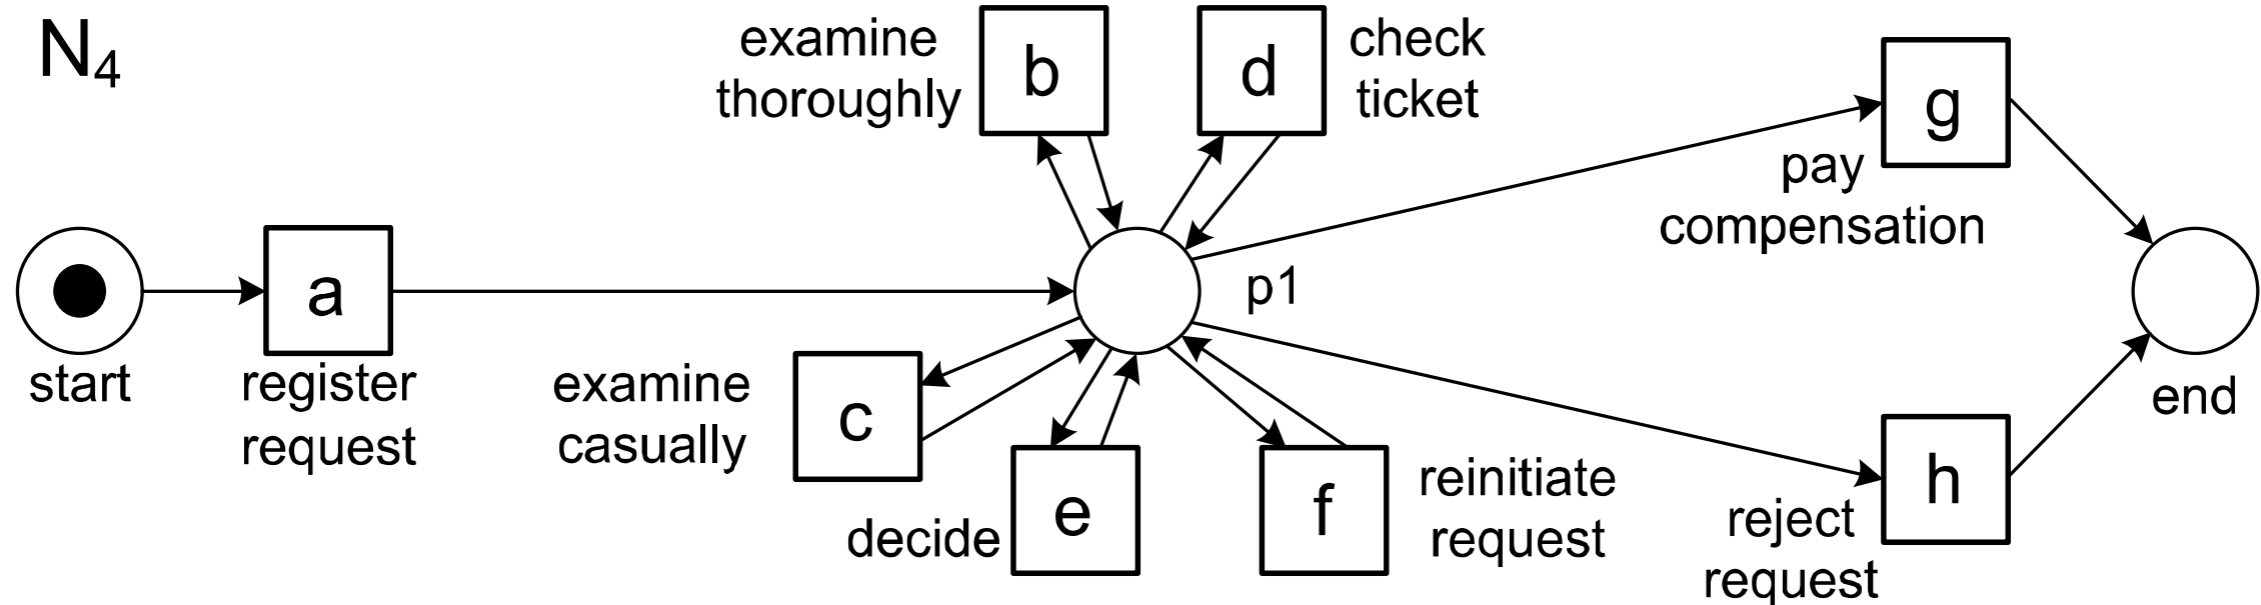 N4
examine
thoroughly
b
d
check
ticket
g
pay
compensation
start
a
register
request
p1
examine
casually
c
decide
e
f
reinitiate
request
h
reject
request
end